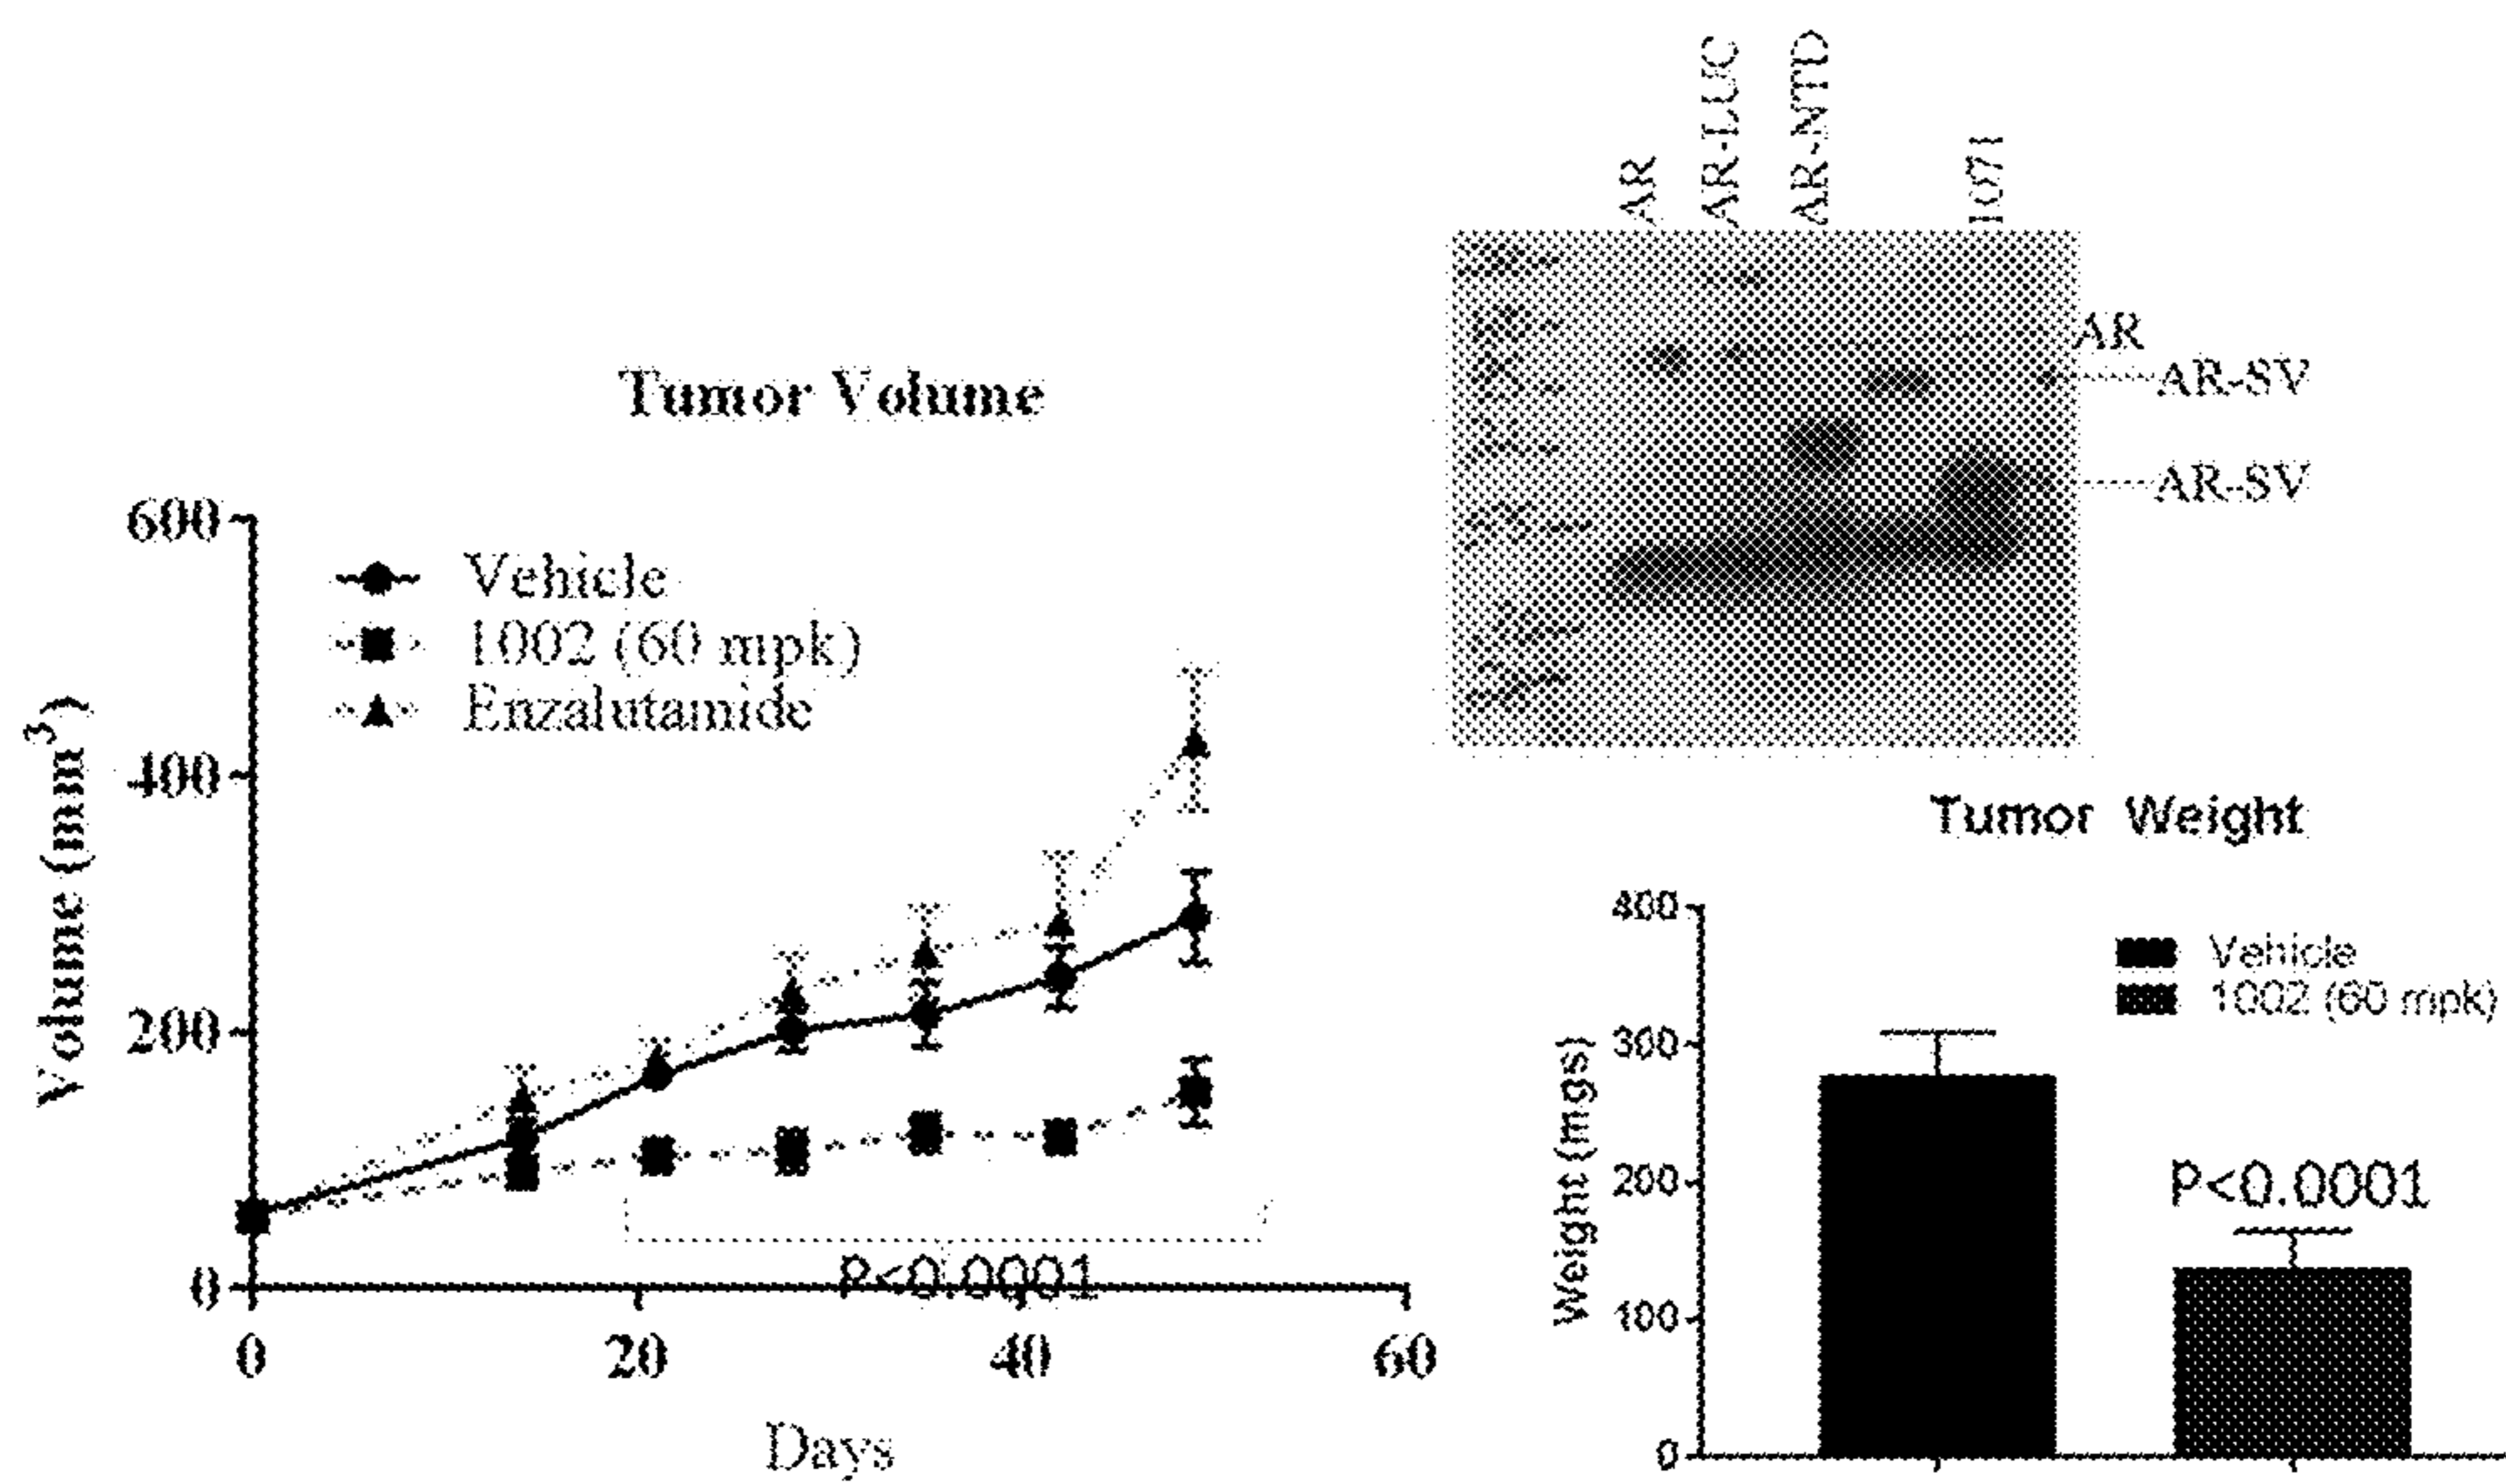 Tumor Volume
Volume (mm³)
600
400
200
0
Vehicle
1002 (60 mpk)
Enzalutamide
P<0.0001
0
20
40
60
Days
AR
AR-LUC
AR-NTD
AR
AR-SV
AR-SV
Tumor Weight
Weight (mgs)
400
300
200
100
0
Vehicle
1002 (60 mpk)
P<0.0001